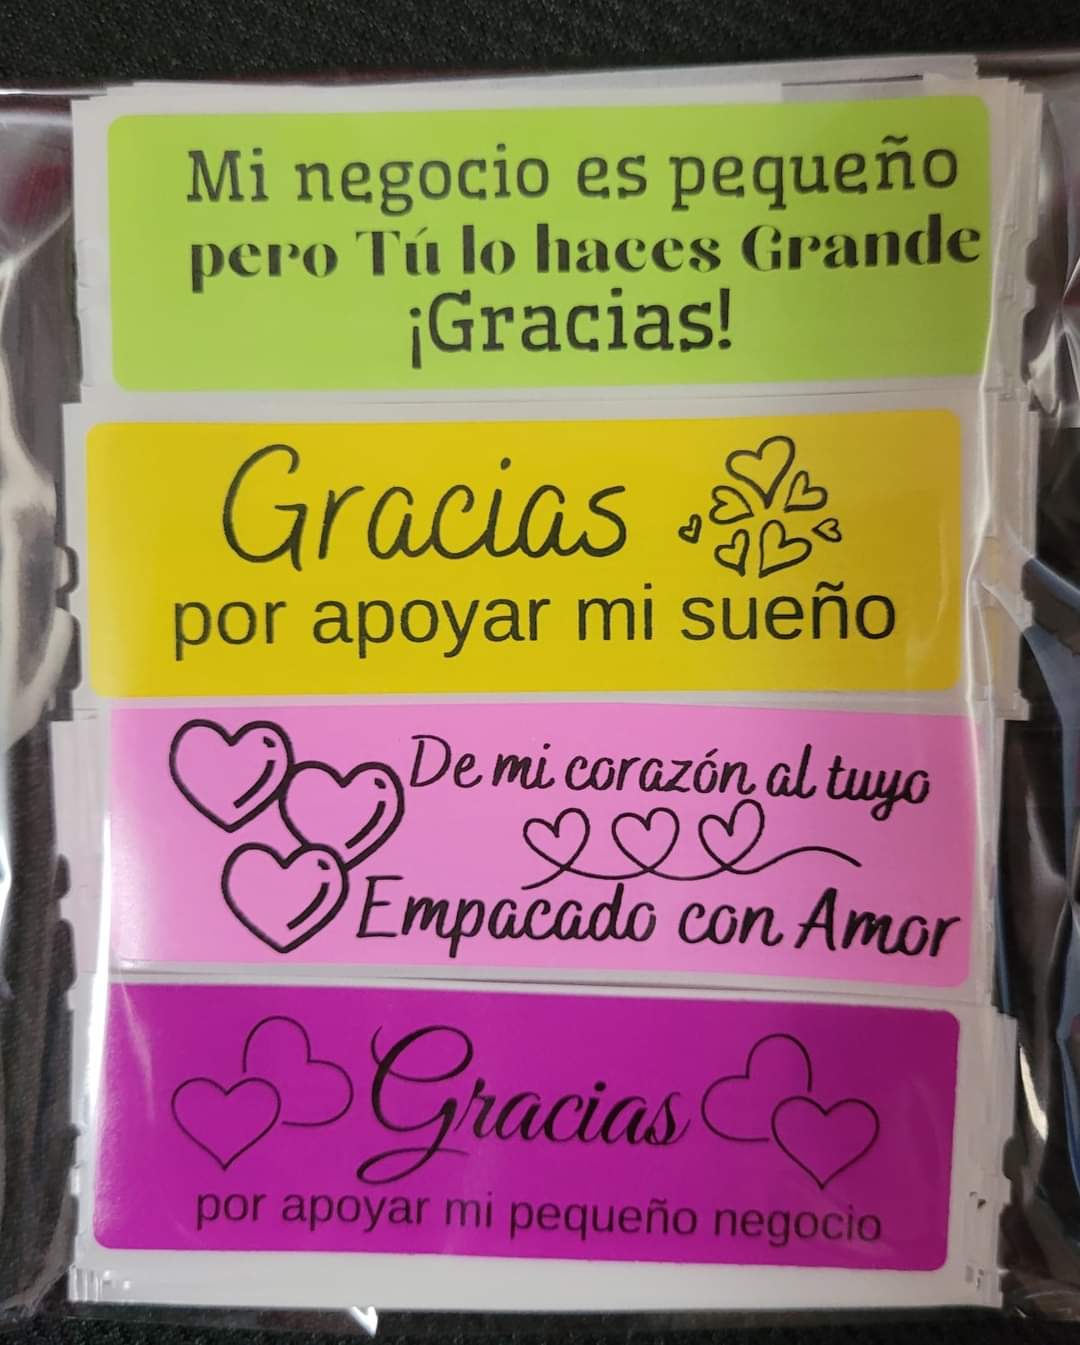 Mi negocio es pequeño
pero Tú lo haces Grande
¡Gracias!
Gracias
por apoyar mi sueño
De mi corazón al tuyo
Empacado con Amor
Gracias
por apoyar mi pequeño negocio